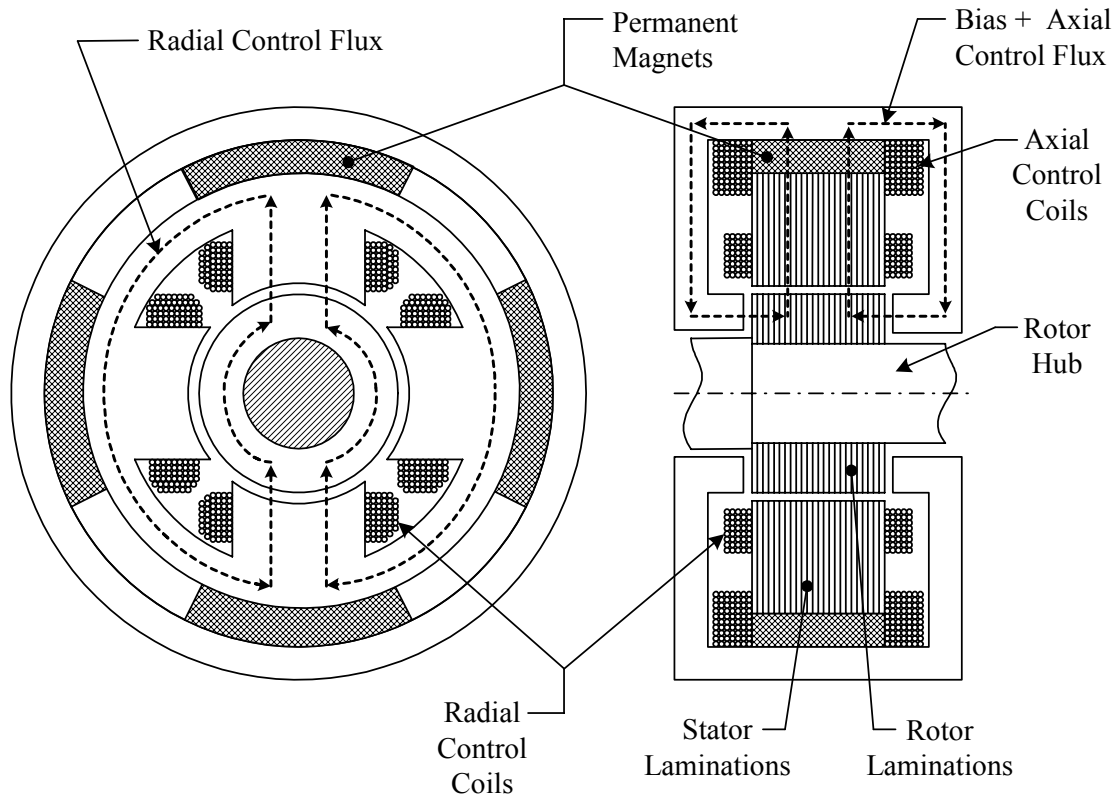 Radial Control Flux
Permanent
Magnets
Bias + Axial
Control Flux
Axial
Control
Coils
Rotor
Hub
Radial
Control
Coils
Stator
Laminations
Rotor
Laminations